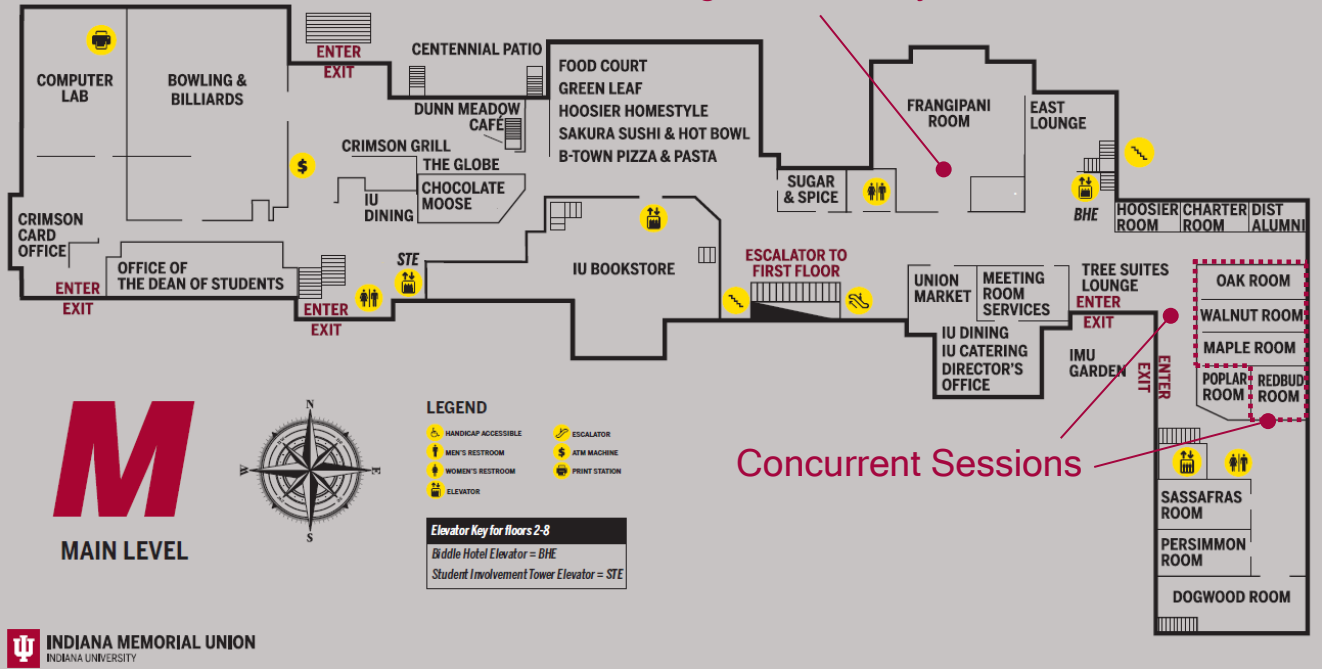 COMPUTER
LAB
BOWLING &
BILLIARDS
ENTER
EXIT
CENTENNIAL PATIO
DUNN MEADOW
CAFÉ
CRIMSON GRILL
THE GLOBE
CHOCOLATE
MOOSE
IU
DINING
FOOD COURT
GREEN LEAF
HOOSIER HOMESTYLE
SAKURA SUSHI & HOT BOWL
B-TOWN PIZZA & PASTA
SUGAR
& SPICE
FRANGIPANI
ROOM
EAST
LOUNGE
BHE
HOOSIER
ROOM
CHARTER
ROOM
DIST
ALUMNI
CRIMSON
CARD
OFFICE
OFFICE OF
THE DEAN OF STUDENTS
ENTER
EXIT
ENTER
EXIT
STE
IU BOOKSTORE
ESCALATOR TO
FIRST FLOOR
UNION
MARKET
MEETING
ROOM
SERVICES
TREE SUITES
LOUNGE
ENTER
EXIT
IU DINING
IU CATERING
DIRECTOR'S
OFFICE
IMU
GARDEN
ENTER
EXIT
OAK ROOM
WALNUT ROOM
MAPLE ROOM
POPLAR
ROOM
REDBUD
ROOM
Concurrent Sessions
SASSAFRAS
ROOM
PERSIMMON
ROOM
DOGWOOD ROOM
M
MAIN LEVEL
N
E
S
W
LEGEND
HANDICAP ACCESSIBLE
MEN'S RESTROOM
WOMEN'S RESTROOM
ELEVATOR
ESCALATOR
$ ATM MACHINE
PRINT STATION
Elevator Key for floors 2-8
Biddle Hotel Elevator = BHE
Student Involvement Tower Elevator = STE
INDIANA MEMORIAL UNION
INDIANA UNIVERSITY